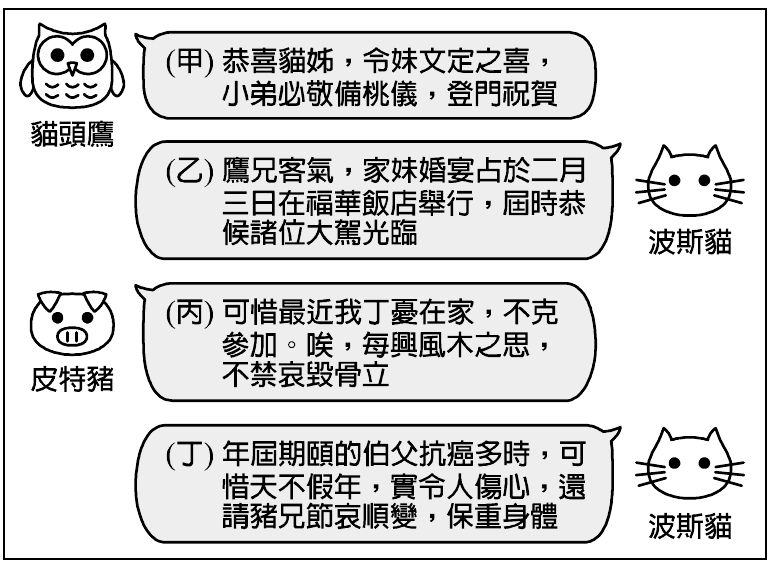 (甲) 恭喜貓姊，令妹文定之喜，
小弟必敬備桃儀，登門祝賀
貓頭鷹
(乙) 鷹兄客氣，家妹婚宴占於二月
三日在福華飯店舉行，屆時恭
候諸位大駕光臨
波斯貓
(丙) 可惜最近我丁憂在家，不克
參加。唉，每興風木之思，
不禁哀毀骨立
皮特豬
(丁) 年屆期頤的伯父抗癌多時，可
惜天不假年，實令人傷心，還
請豬兄節哀順變，保重身體
波斯貓